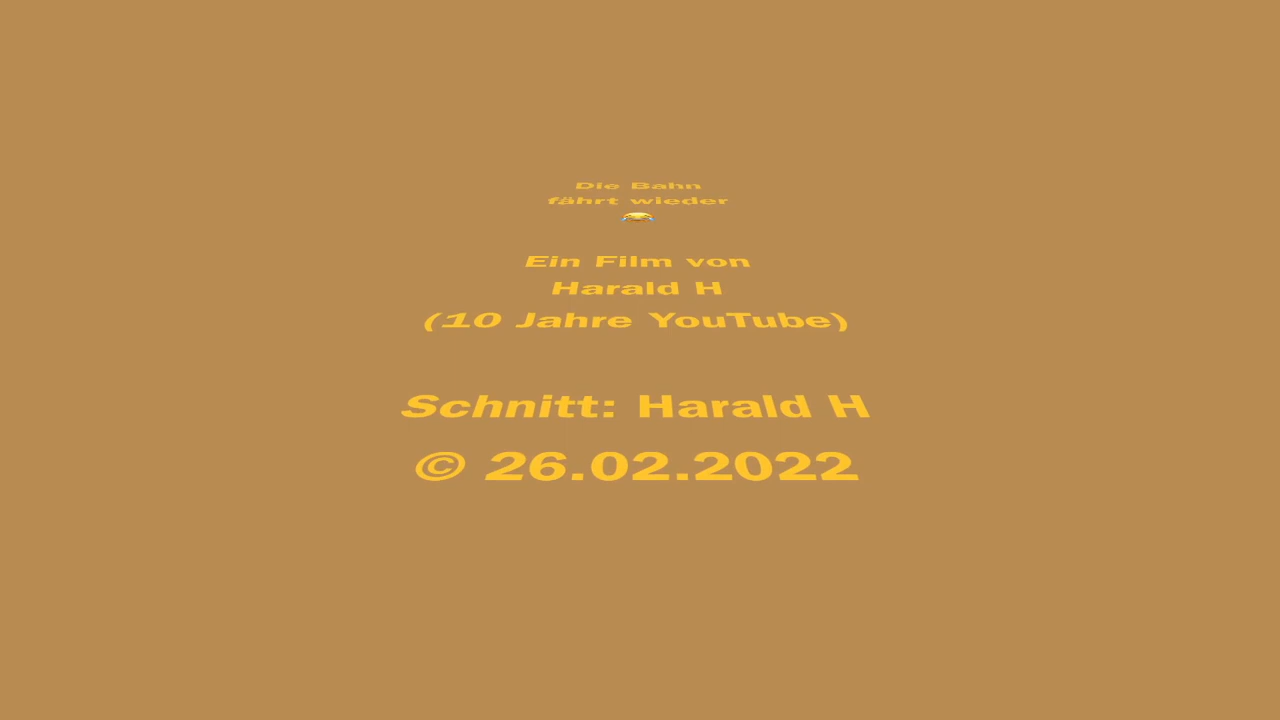 Die Bahn
fährt wieder
😂
Ein Film von
Harald H
(10 Jahre YouTube)
Schnitt: Harald H
© 26.02.2022